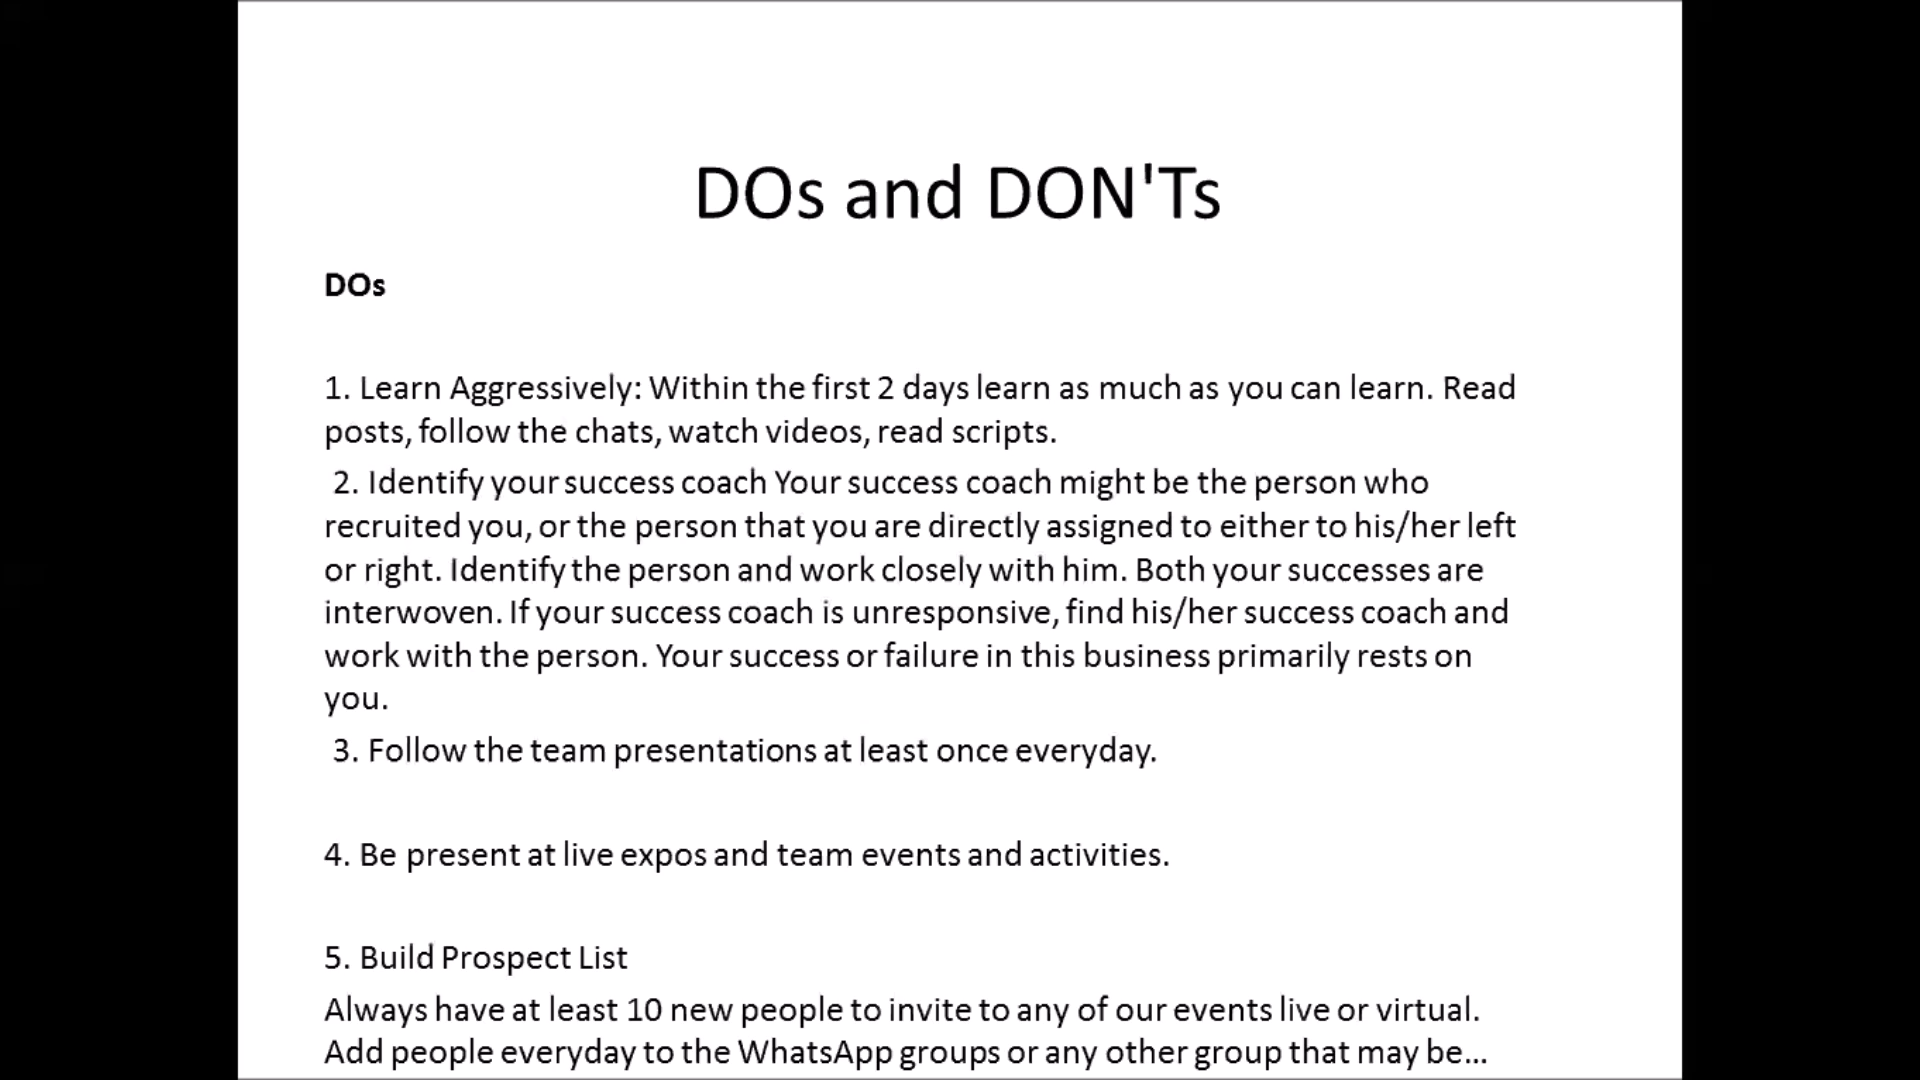 DOs and DON'Ts
DOs
1. Learn Aggressively: Within the first 2 days learn as much as you can learn. Read
posts, follow the chats, watch videos, read scripts.
2. Identify your success coach Your success coach might be the person who
recruited you, or the person that you are directly assigned to either to his/her left
or right. Identify the person and work closely with him. Both your successes are
interwoven. If your success coach is unresponsive, find his/her success coach and
work with the person. Your success or failure in this business primarily rests on
you.
3. Follow the team presentations at least once everyday.
4. Be present at live expos and team events and activities.
5. Build Prospect List
Always have at least 10 new people to invite to any of our events live or virtual.
Add people everyday to the WhatsApp groups or any other group that may be...